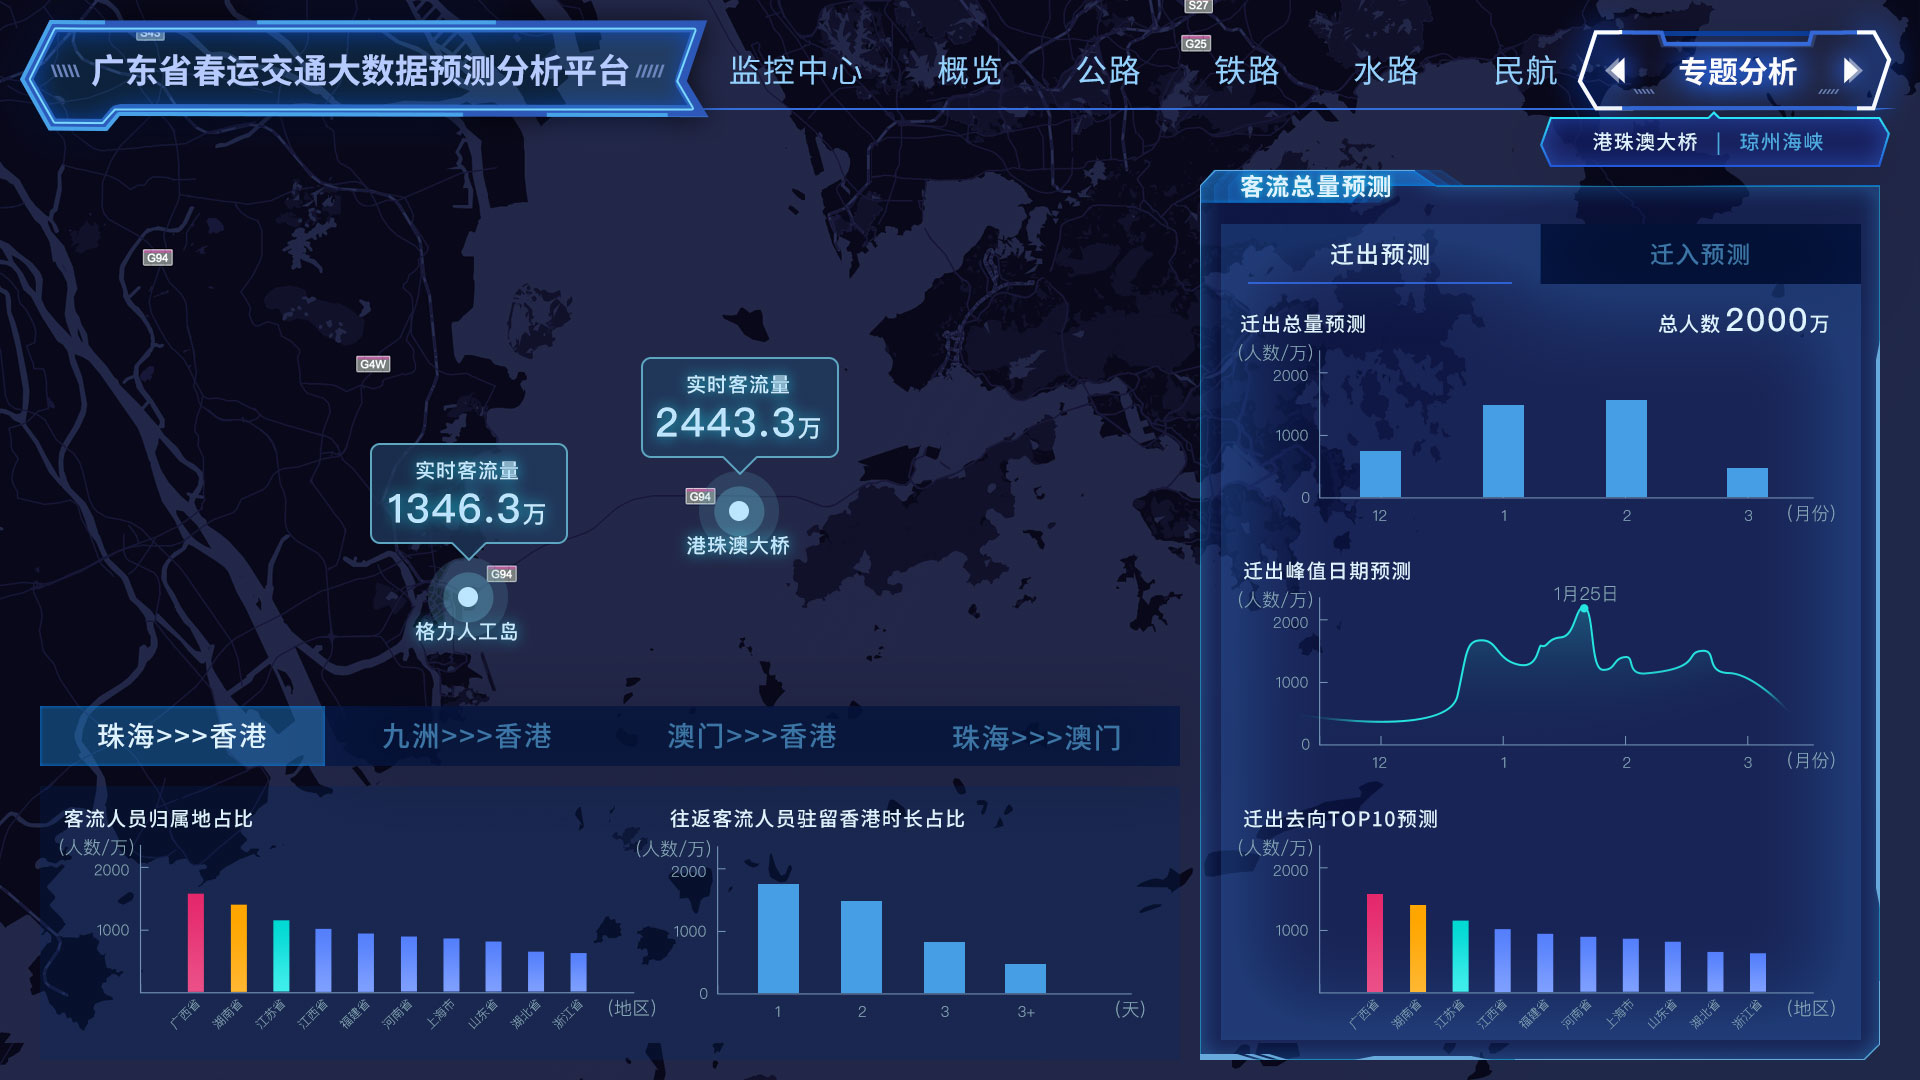 S27
S43
G25
广东省春运交通大数据预测分析平台
监控中心 概览 公路 铁路 水路 民航 专题分析
港珠澳大桥 | 琼州海峡
客流总量预测
迁出预测 迁入预测
迁出总量预测 总人数 2000万
(人数/万)
2000
1000
0
12 1 2 3 (月份)
迁出峰值日期预测
(人数/万)
1月25日
2000
1000
0
12 1 2 3 (月份)
迁出去向TOP10预测
(人数/万)
2000
1000
广西省 湖南省 江苏省 江西省 福建省 河南省 上海市 山东省 湖北省 浙江省 (地区)
G94
G4W
实时客流量
2443.3万
G94
港珠澳大桥
实时客流量
1346.3万
G94
格力人工岛
珠海>>>香港 九洲>>>香港 澳门>>>香港 珠海>>>澳门
客流人员归属地占比
(人数/万)
2000
1000
广西省 湖南省 江苏省 江西省 福建省 河南省 上海市 山东省 湖北省 浙江省 (地区)
往返客流人员驻留香港时长占比
(人数/万)
2000
1000
0
1 2 3 3+ (天)